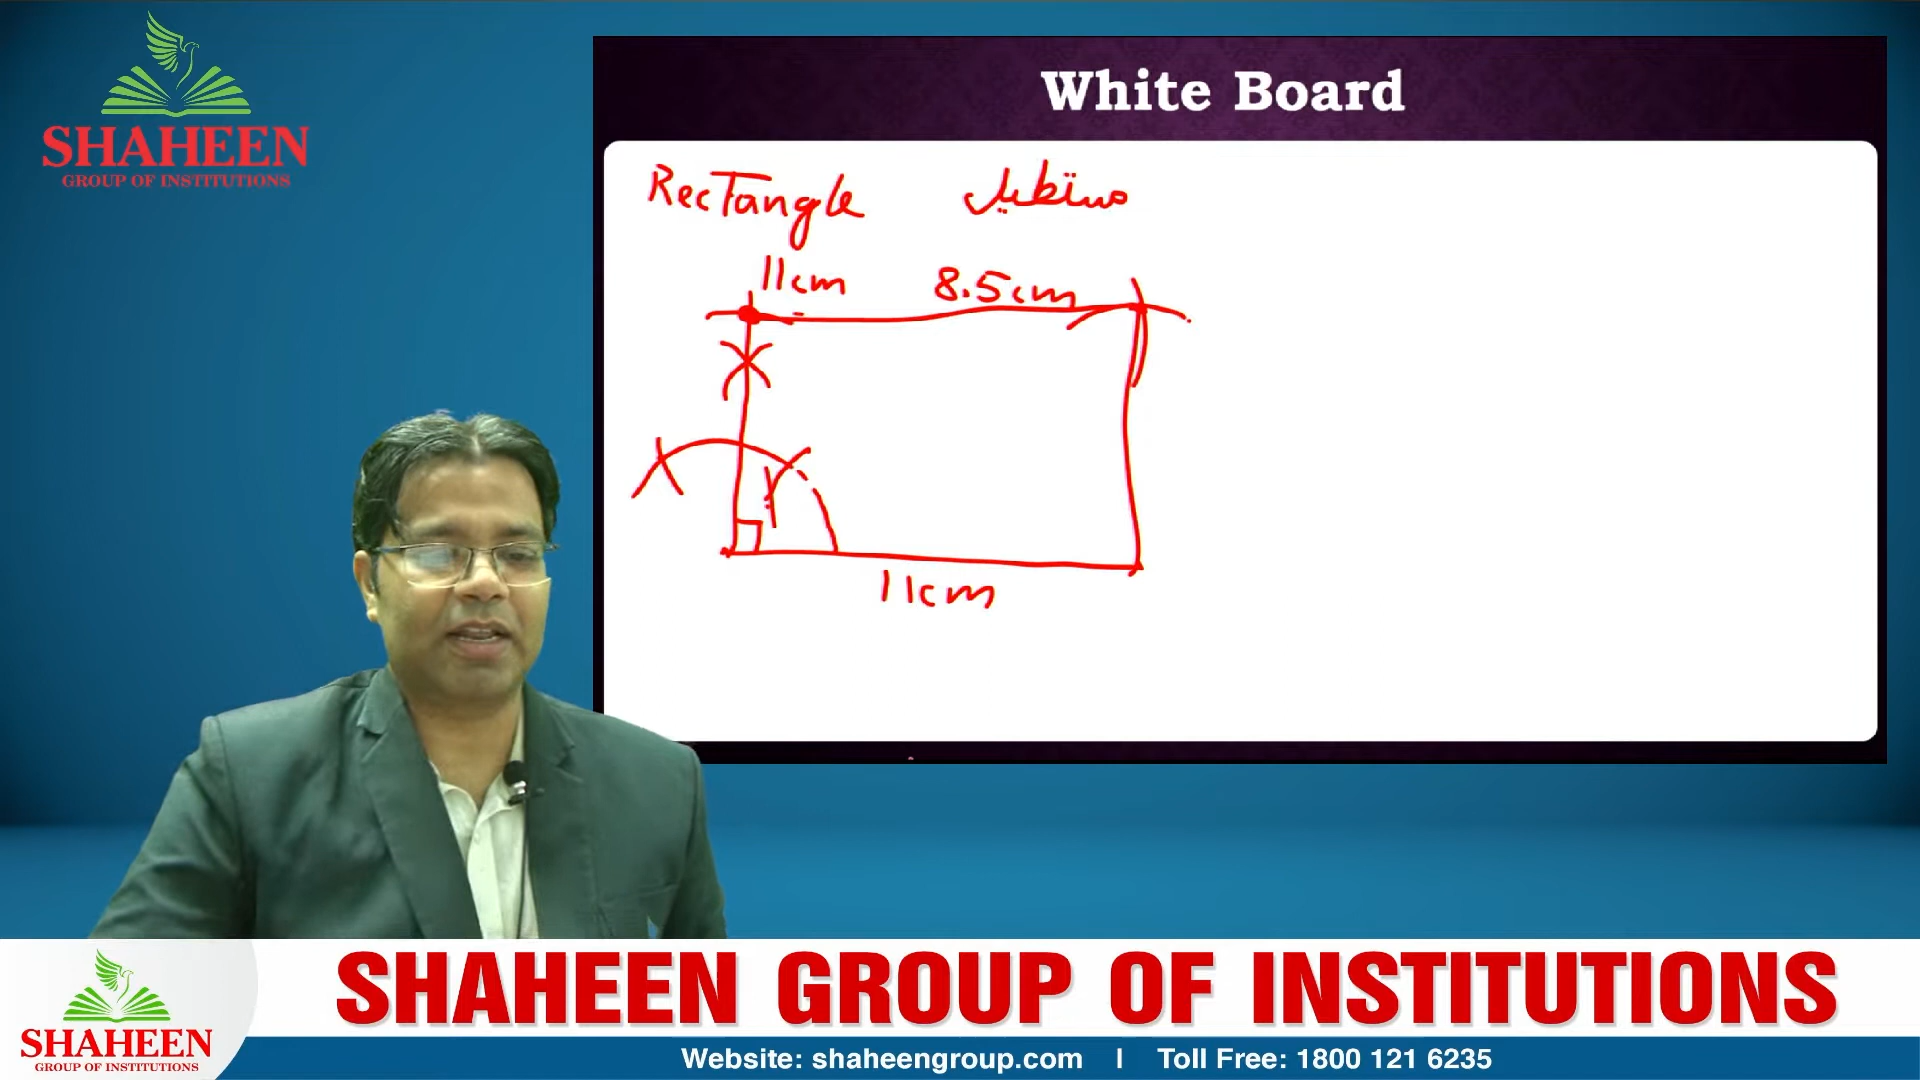 SHAHEEN
GROUP OF INSTITUTIONS
White Board
Rectangle مستطیل
11cm 8.5cm
11cm
SHAHEEN
GROUP OF INSTITUTIONS
SHAHEEN GROUP OF INSTITUTIONS
Website: shaheengroup.com | Toll Free: 1800 121 6235